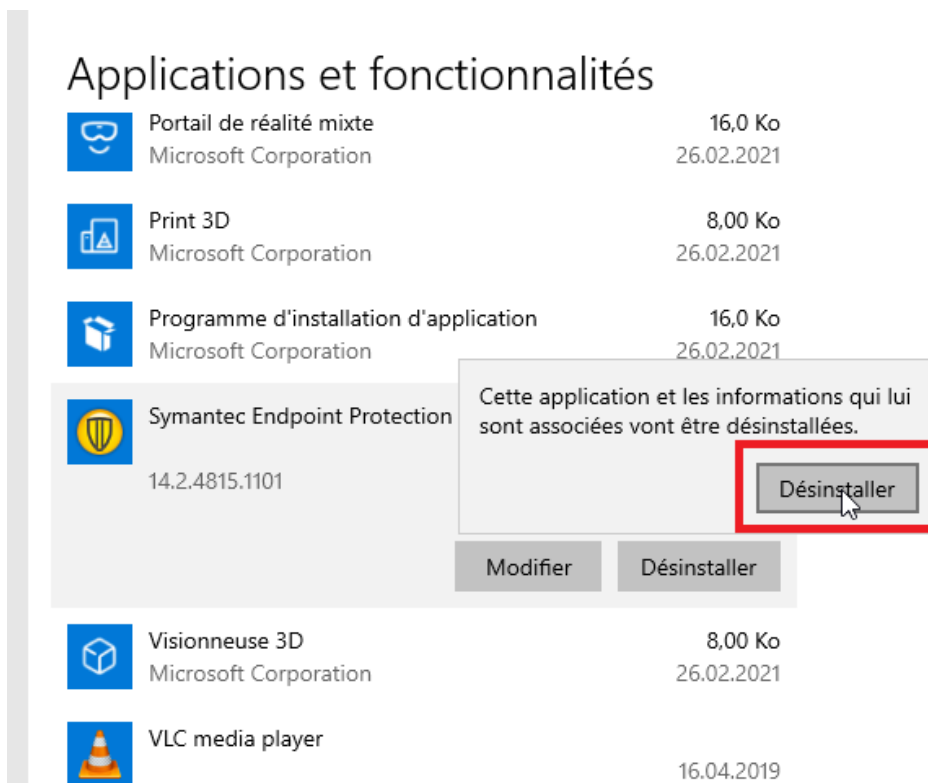 Applications et fonctionnalités
Portail de réalité mixte 16,0 Ko
Microsoft Corporation 26.02.2021
Print 3D 8,00 Ko
Microsoft Corporation 26.02.2021
Programme d'installation d'application 16,0 Ko
Microsoft Corporation 26.02.2021
Symantec Endpoint Protection
14.2.4815.1101
Cette application et les informations qui lui
sont associées vont être désinstallées.
Désinstaller
Modifier Désinstaller
Visionneuse 3D 8,00 Ko
Microsoft Corporation 26.02.2021
VLC media player
16.04.2019